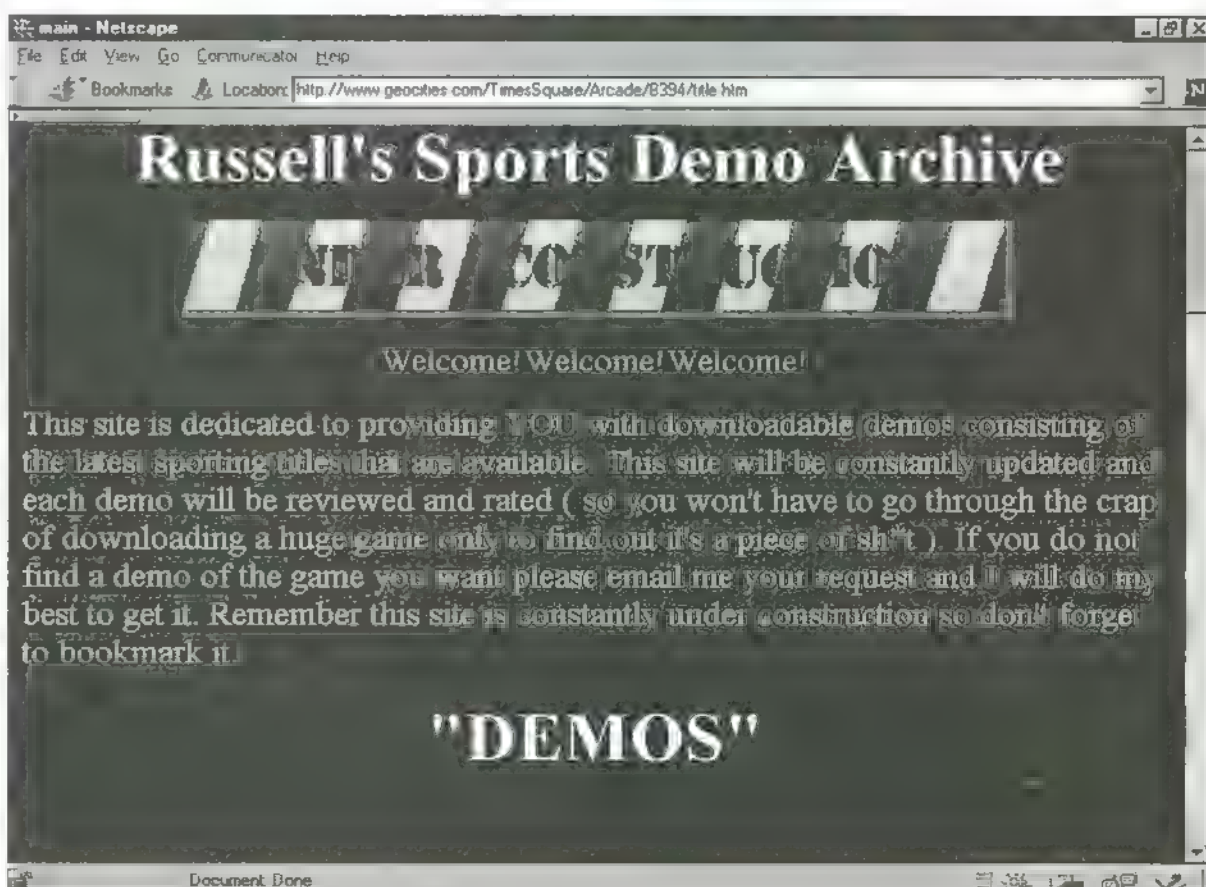 main - Netscape
File Edit View Go Communicator Help
Bookmarks Location: http://www.geocities.com/TimesSquare/Arcade/8394/title.htm
N
Russell's Sports Demo Archive
Welcome! Welcome! Welcome!
This site is dedicated to providing YOU with downloadable demos consisting of
the latest sporting titles that are available. This site will be constantly updated and
each demo will be reviewed and rated ( so you won't have to go through the crap
of downloading a huge game only to find out it's a piece of sh*t ). If you do not
find a demo of the game you want please email me your request and I will do my
best to get it. Remember this site is constantly under construction so don't forget
to bookmark it.
"DEMOS"
Document Done